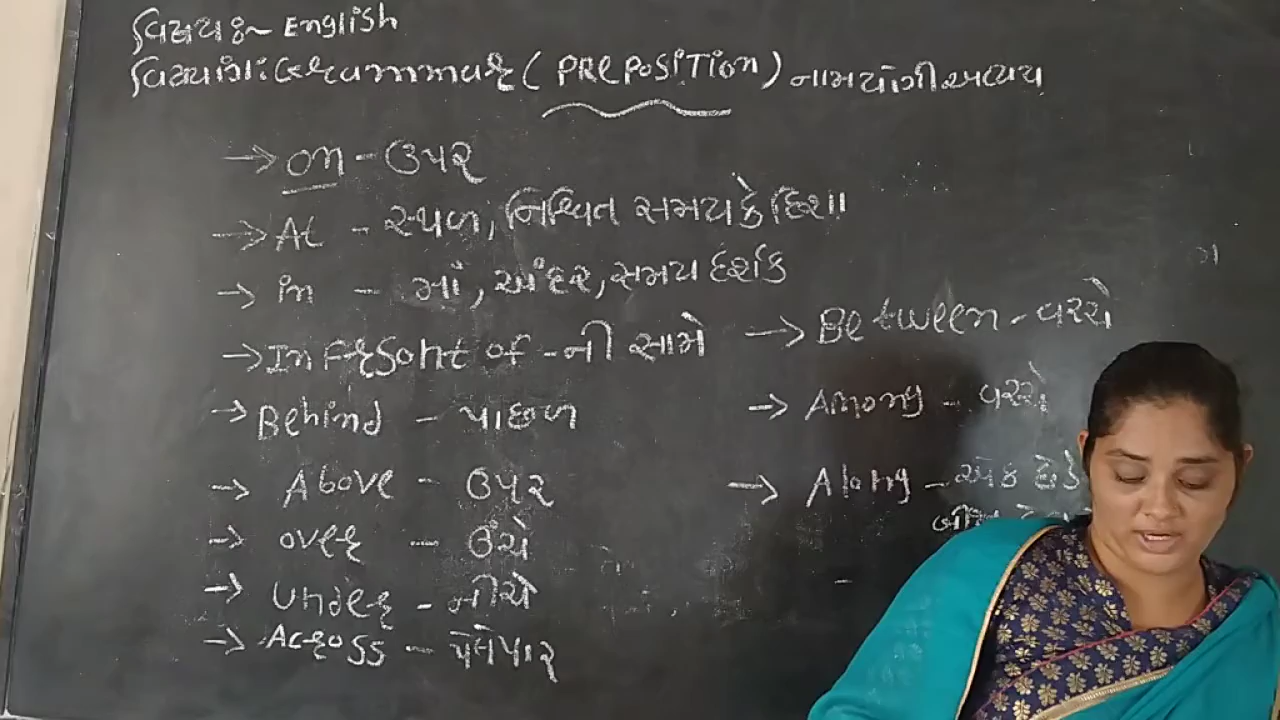 વિષય :- English
વિષયાંગ : Grammar (PREPOSITION) નામયોગી અવ્યય
→ on - ઉપર
→ At - સ્થળ, નિશ્ચિત સમય કે દિશા
→ in - માં, અંદર, સમય દર્શક
→ In front of - ની સામે
→ Behind - પાછળ
→ Above - ઉપર
→ over - ઉંચે
→ under - નીચે
→ Across - પેલેપાર
→ Between - વચ્ચે
→ Among - વચ્ચે
→ Along - એક છેડે